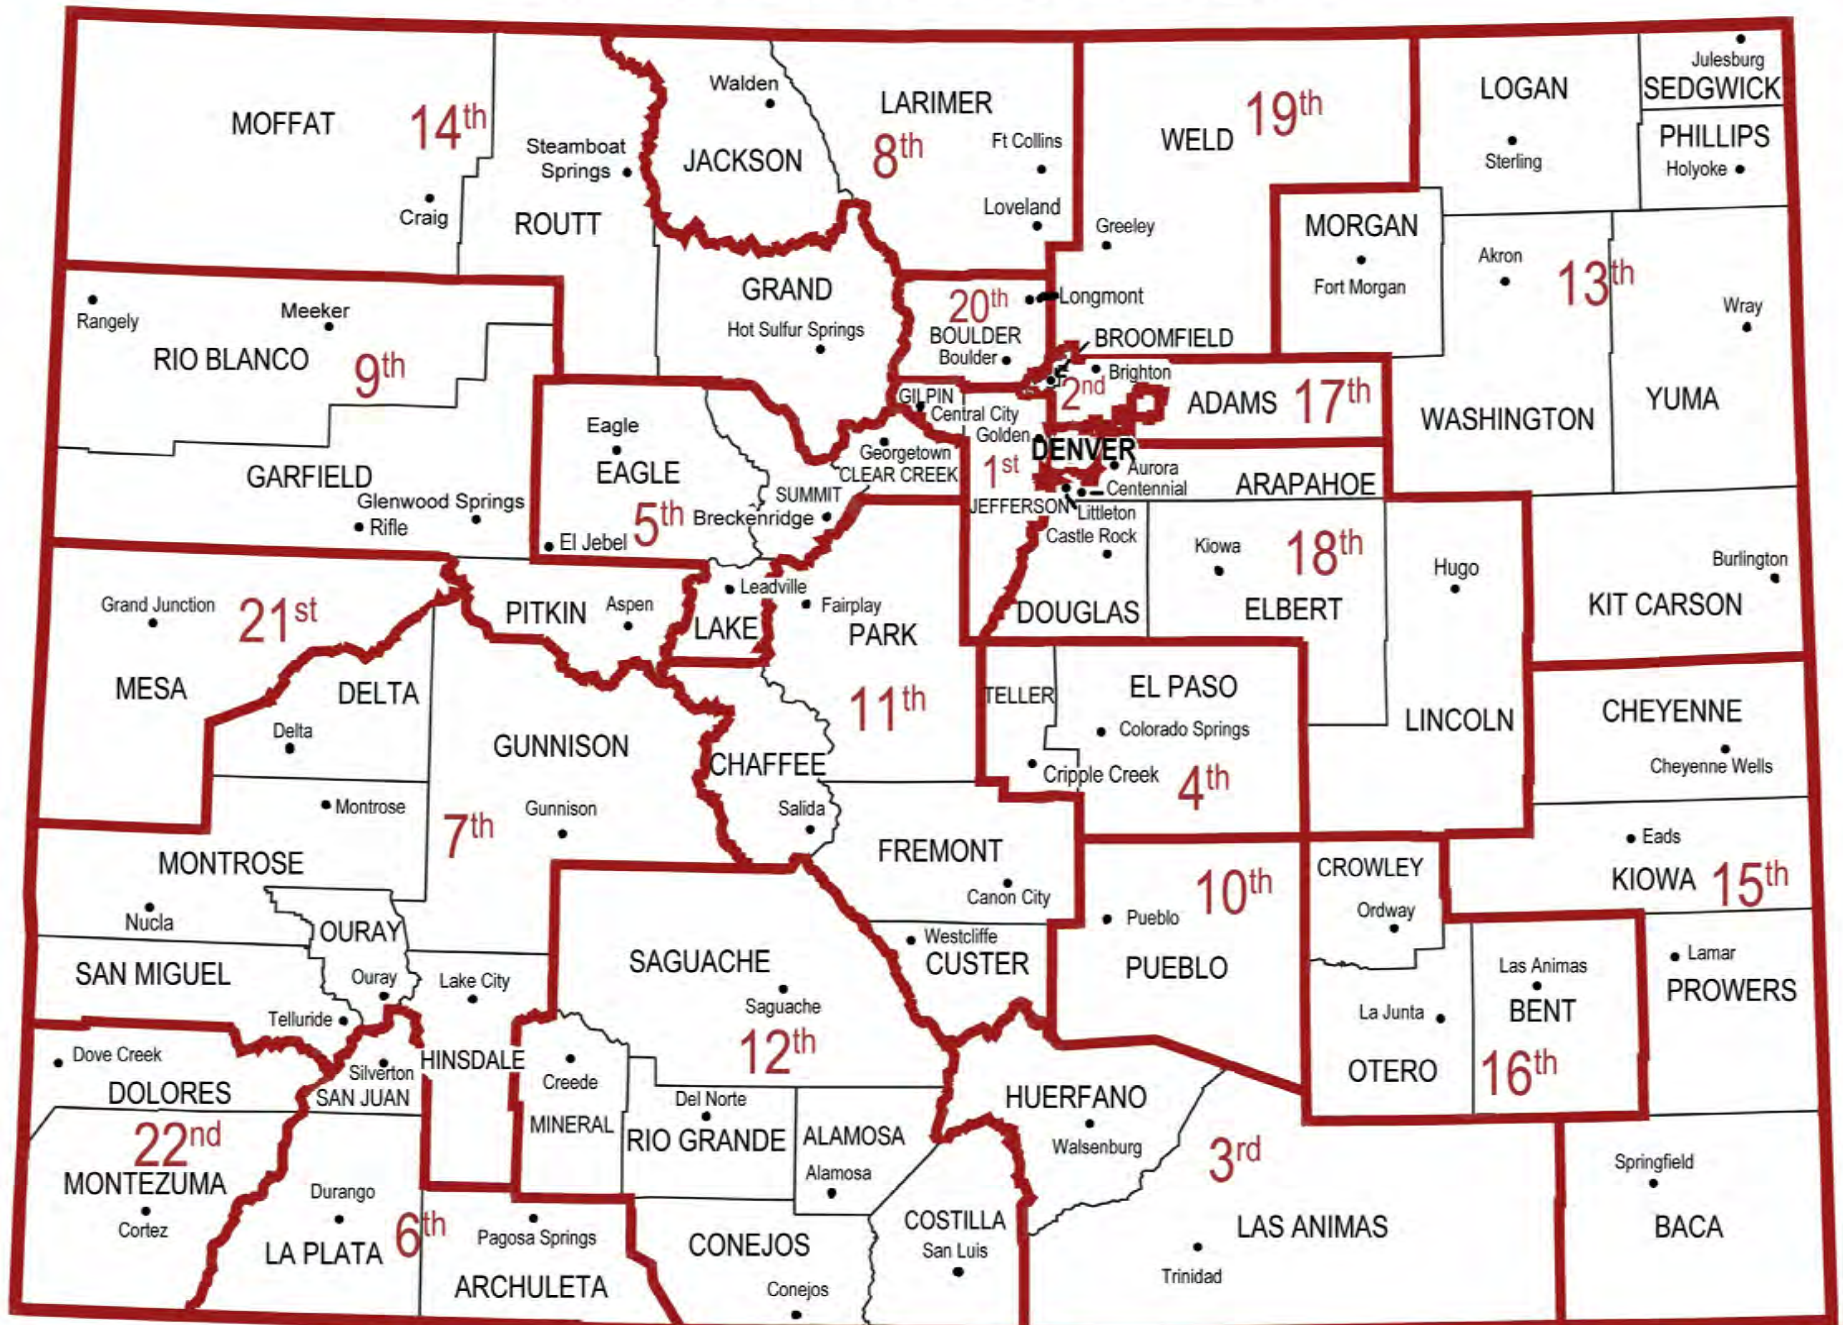 MOFFAT
14th
Craig
Steamboat
Springs
ROUTT
Walden
JACKSON
LARIMER
8th
Ft Collins
Loveland
WELD
19th
Greeley
LOGAN
Sterling
Julesburg
SEDGWICK
PHILLIPS
Holyoke
MORGAN
Fort Morgan
Akron
13th
Wray
WASHINGTON
YUMA
Rangely
Meeker
RIO BLANCO
9th
GARFIELD
Glenwood Springs
Rifle
GRAND
Hot Sulfur Springs
20th
Longmont
BOULDER
Boulder
BROOMFIELD
2nd
Brighton
ADAMS
17th
GILPIN
Central City
Golden
DENVER
Georgetown
CLEAR CREEK
1st
Aurora
Centennial
ARAPAHOE
JEFFERSON
Littleton
Castle Rock
DOUGLAS
Kiowa
18th
ELBERT
Hugo
LINCOLN
Burlington
KIT CARSON
Eagle
EAGLE
SUMMIT
5th
Breckenridge
El Jebel
Grand Junction
21st
MESA
PITKIN
Aspen
Leadville
LAKE
Fairplay
PARK
11th
DELTA
Delta
GUNNISON
Gunnison
7th
CHAFFEE
Salida
TELLER
EL PASO
Colorado Springs
Cripple Creek
4th
CHEYENNE
Cheyenne Wells
Eads
KIOWA
15th
Montrose
MONTROSE
Nucla
OURAY
Ouray
SAN MIGUEL
Telluride
Lake City
FREMONT
Canon City
Westcliffe
CUSTER
10th
Pueblo
PUEBLO
CROWLEY
Ordway
La Junta
OTERO
Las Animas
BENT
16th
Lamar
PROWERS
SAGUACHE
Saguache
12th
Dove Creek
DOLORES
Silverton
SAN JUAN
HINSDALE
Creede
MINERAL
Del Norte
RIO GRANDE
ALAMOSA
Alamosa
HUERFANO
Walsenburg
3rd
22nd
MONTEZUMA
Cortez
Durango
LA PLATA
6th
Pagosa Springs
ARCHULETA
CONEJOS
Conejos
COSTILLA
San Luis
LAS ANIMAS
Trinidad
Springfield
BACA